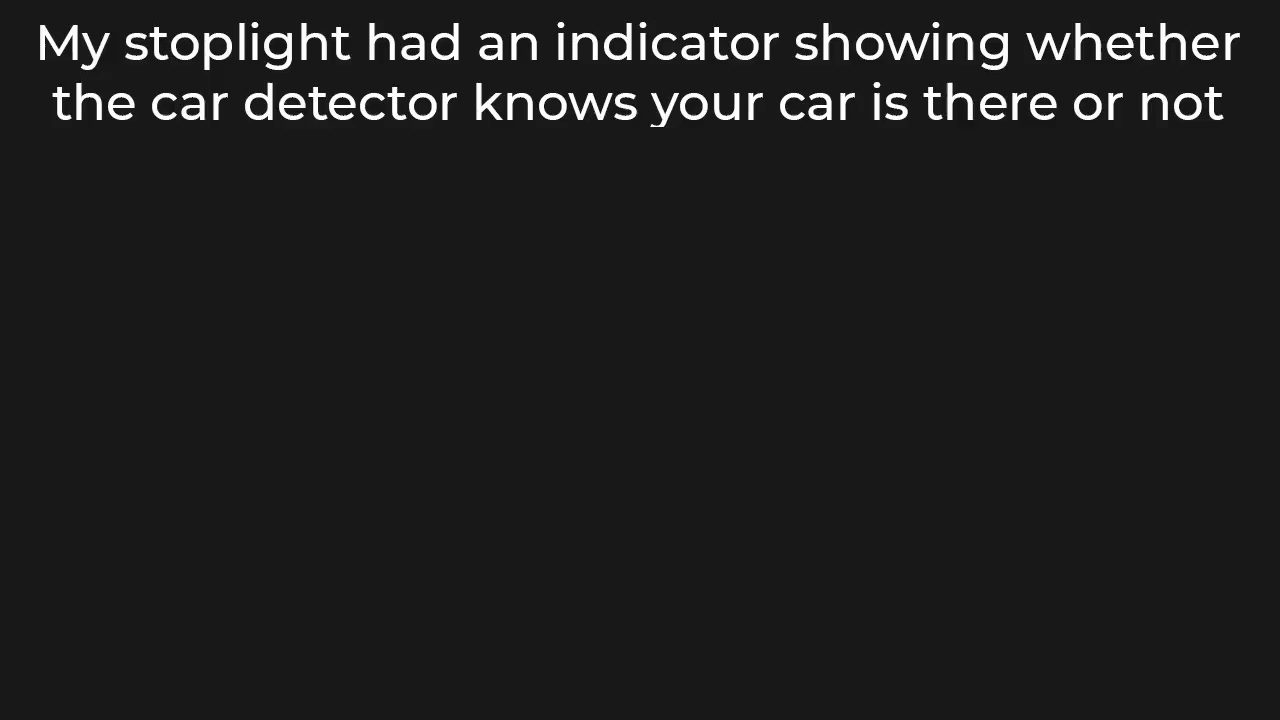 My stoplight had an indicator showing whether
the car detector knows your car is there or not